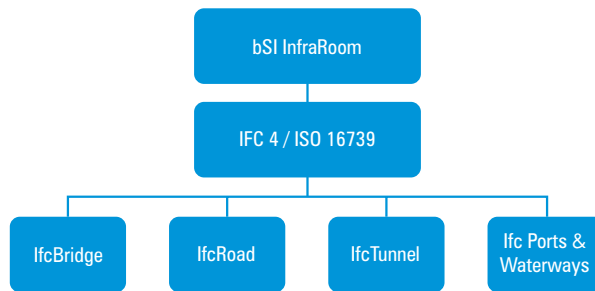 bSI InfraRoom
IFC 4 / ISO 16739
IfcBridge
IfcRoad
IfcTunnel
Ifc Ports &
Waterways